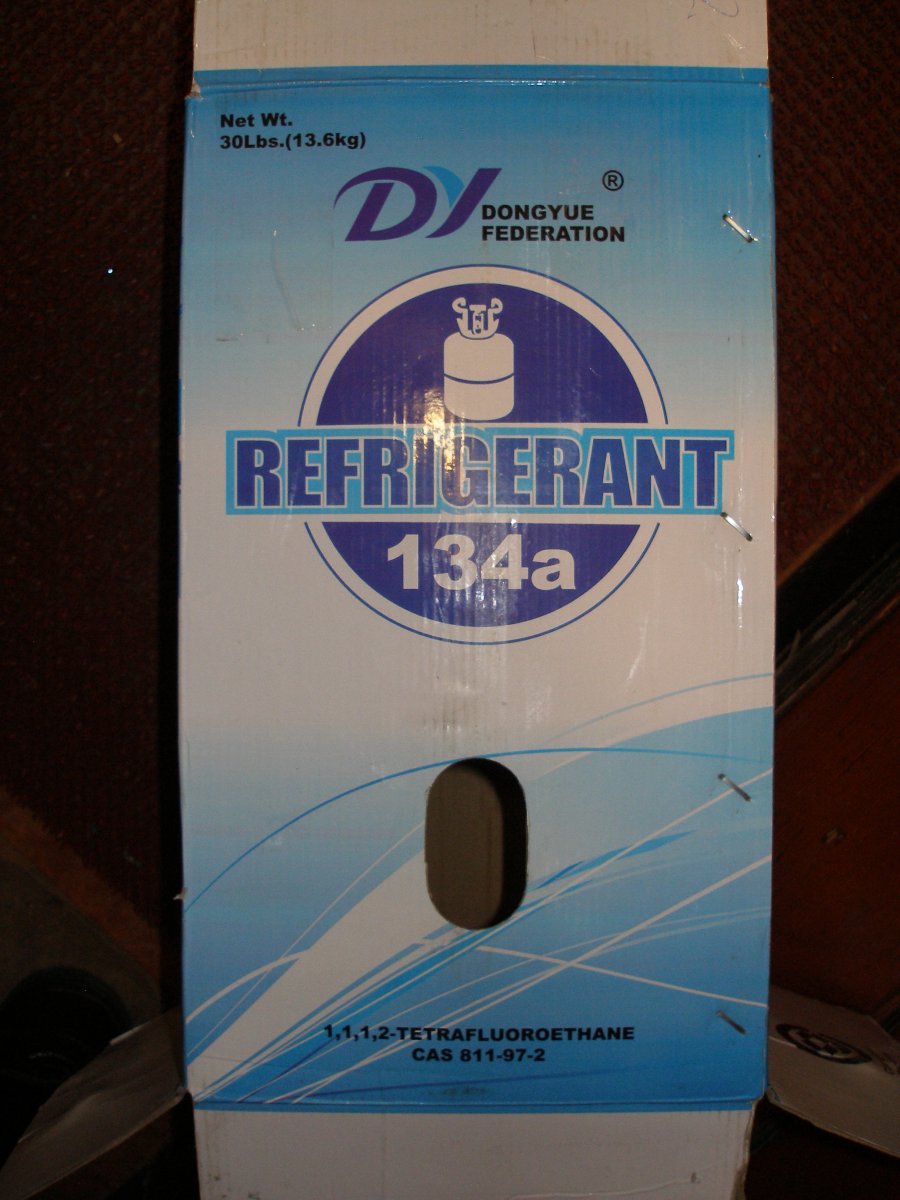 Net Wt.
30Lbs.(13.6kg)
DY
®
DONGYUE
FEDERATION
REFRIGERANT
134a
1,1,1,2-TETRAFLUOROETHANE
CAS 811-97-2